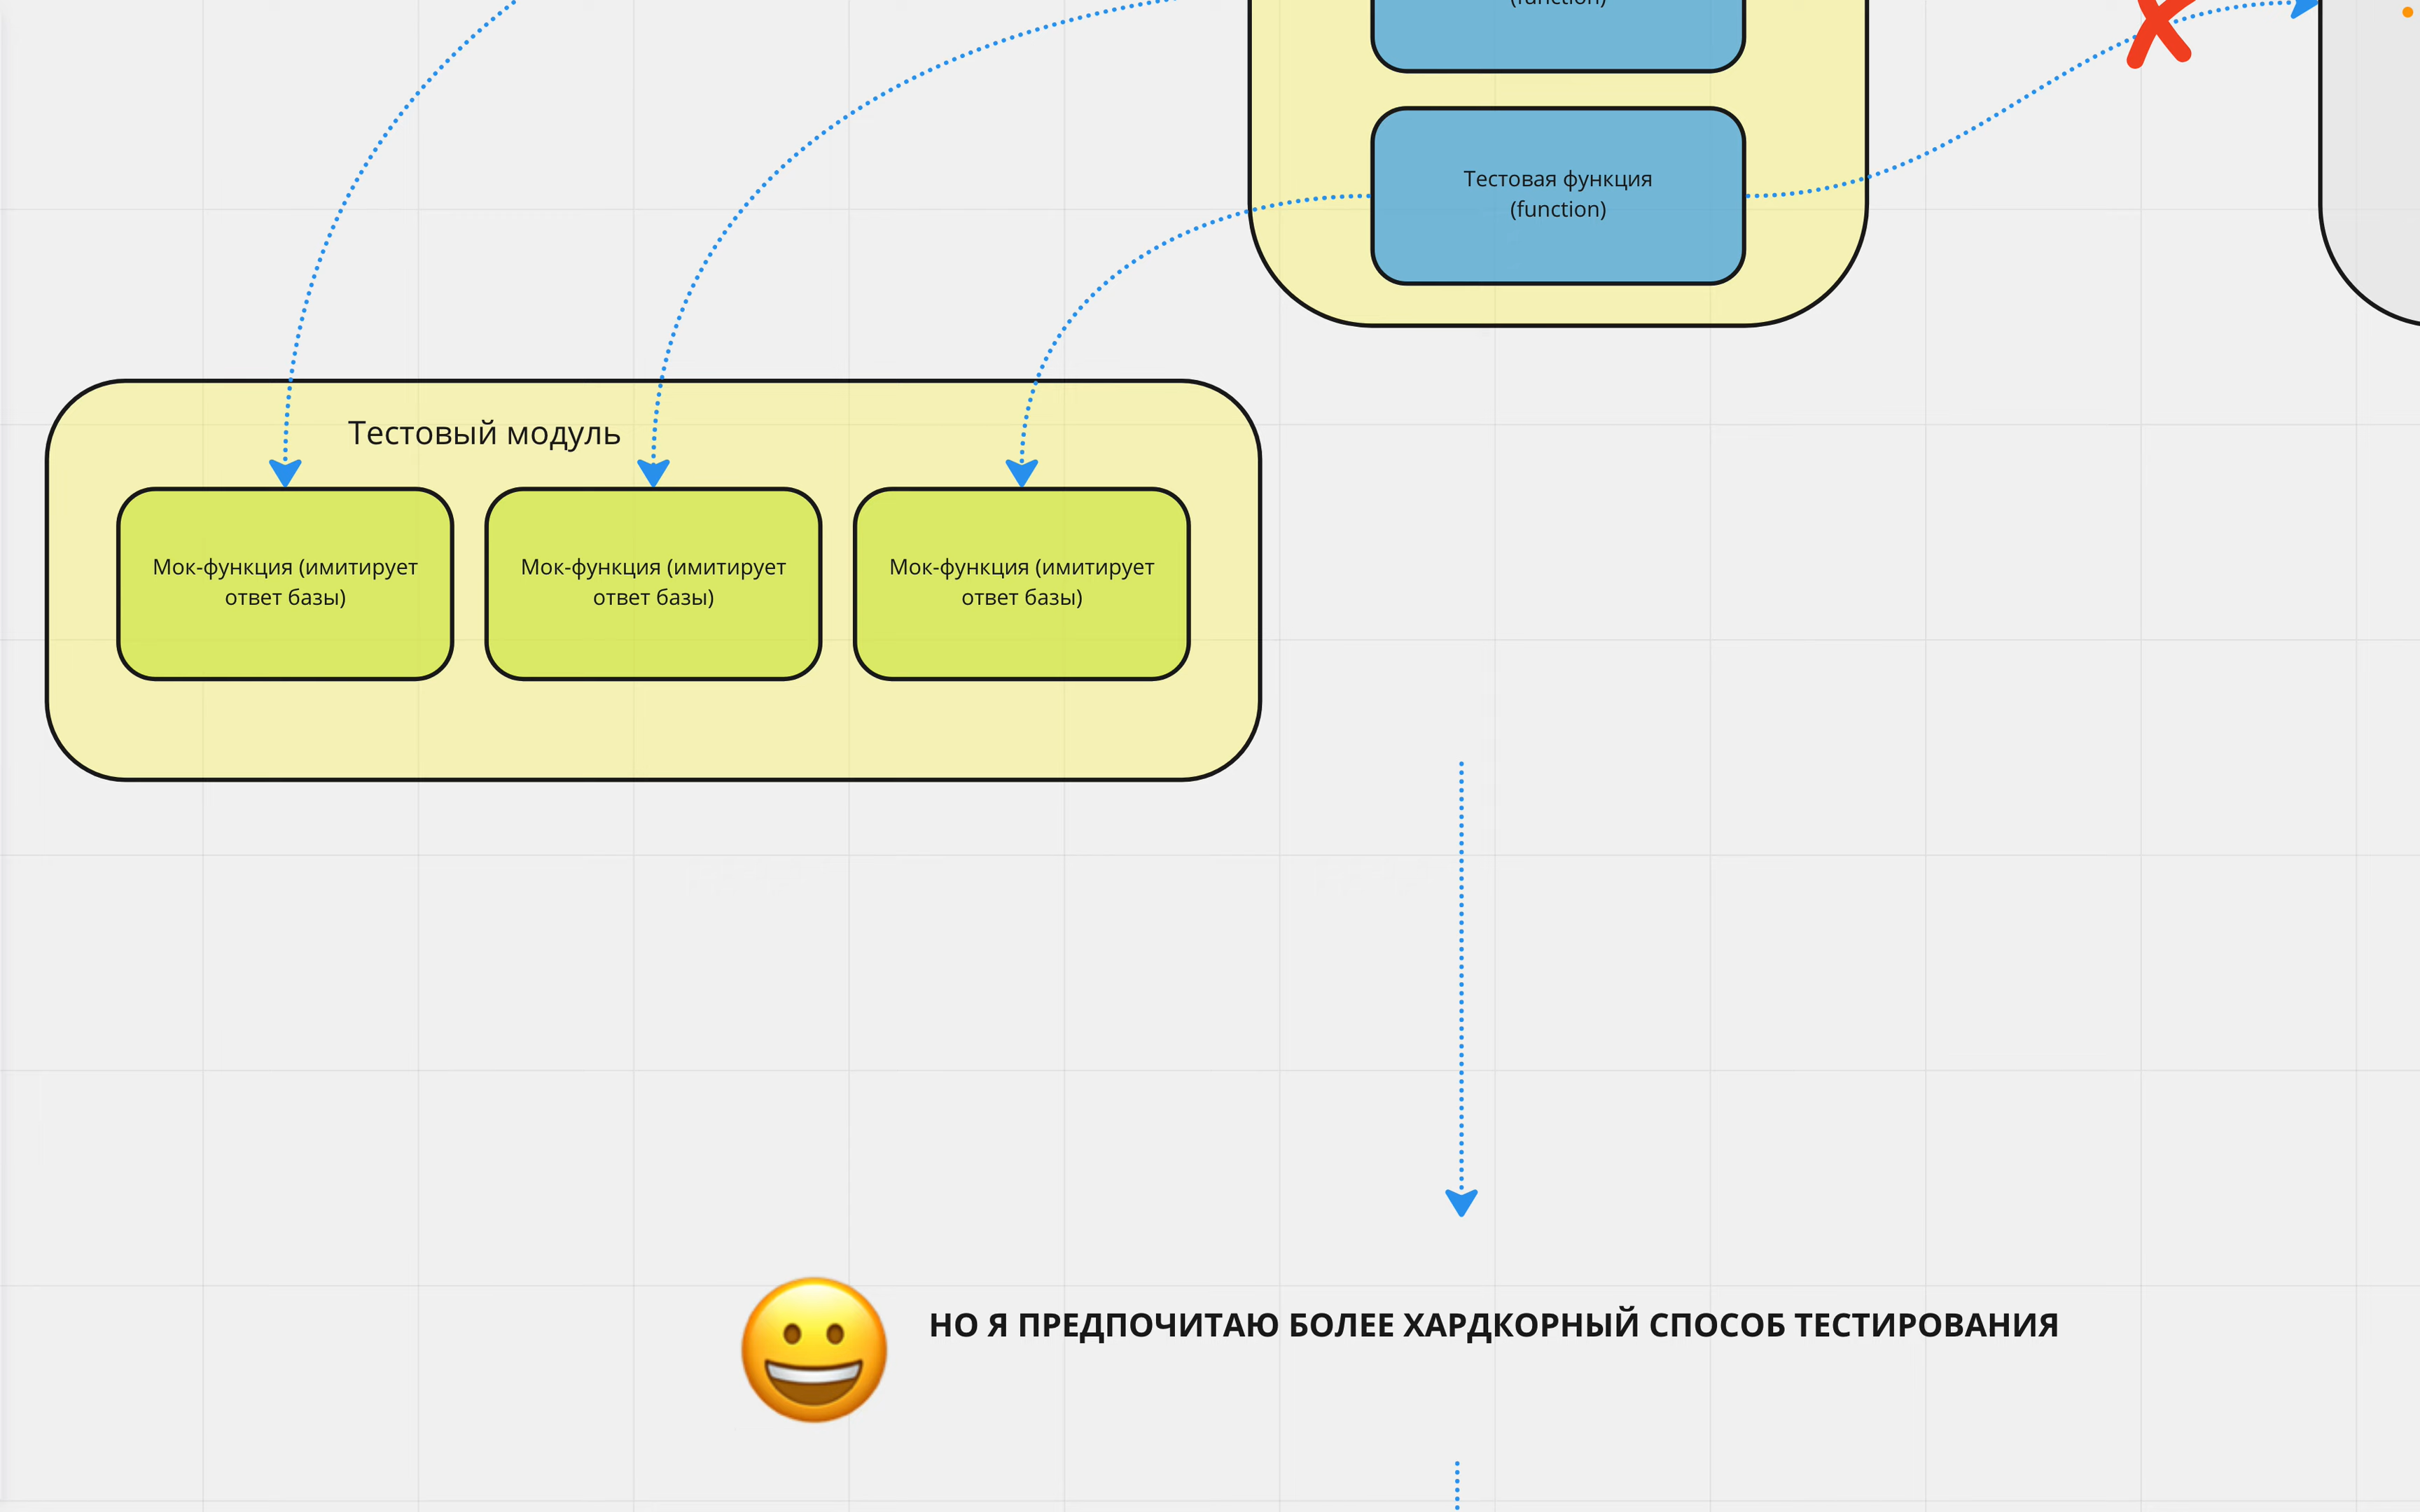 (function)
Тестовая функция
(function)
Тестовый модуль
Мок-функция (имитирует
ответ базы)
Мок-функция (имитирует
ответ базы)
Мок-функция (имитирует
ответ базы)
НО Я ПРЕДПОЧИТАЮ БОЛЕЕ ХАРДКОРНЫЙ СПОСОБ ТЕСТИРОВАНИЯ